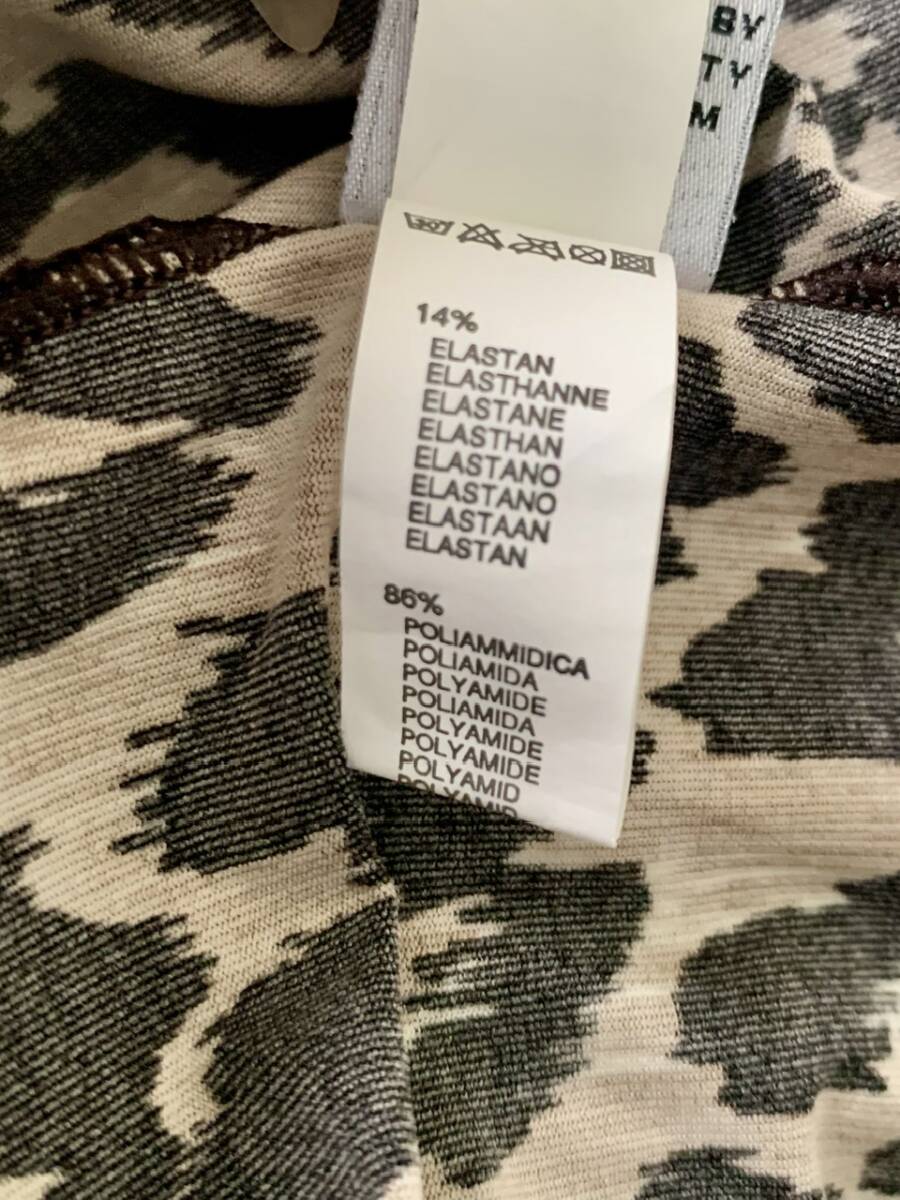 BY
TY
M
14%
ELASTAN
ELASTHANNE
ELASTANE
ELASTHAN
ELASTANO
ELASTANO
ELASTAAN
ELASTAN
86%
POLIAMMIDICA
POLIAMIDA
POLYAMIDE
POLIAMIDA
POLYAMIDE
POLYAMIDE
POLYAMID
POLYAMID